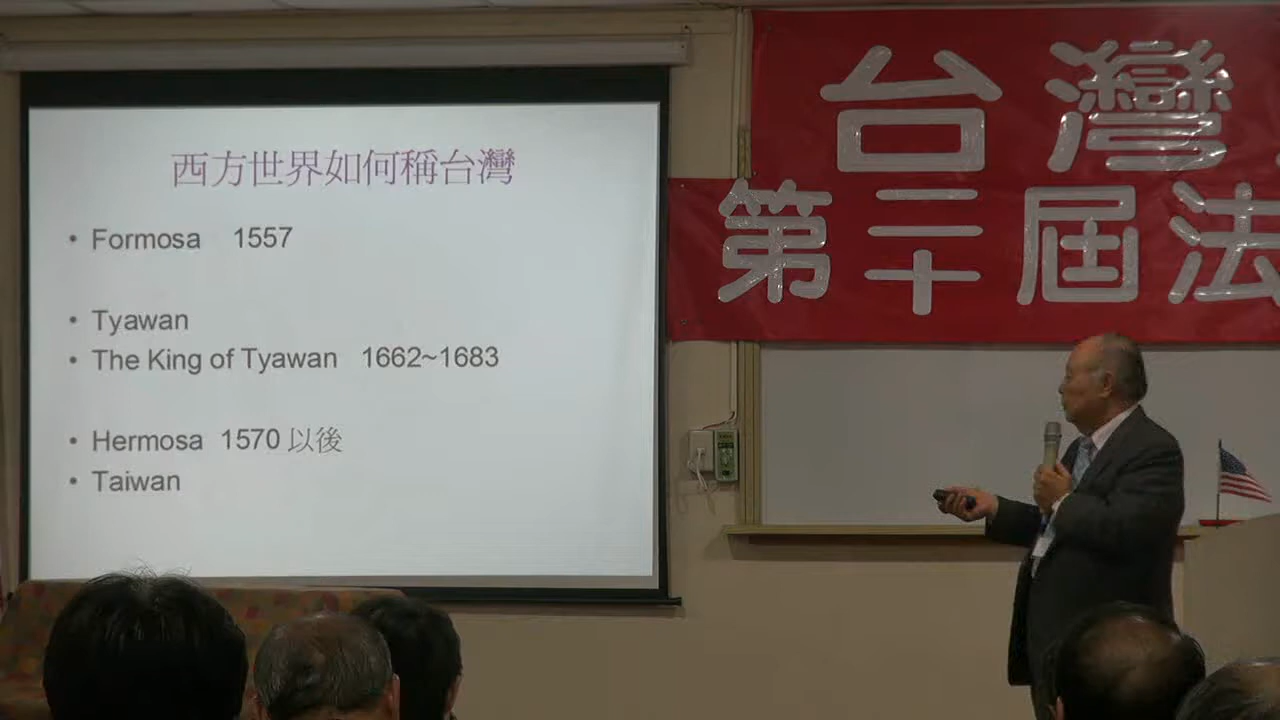 西方世界如何稱台灣
• Formosa 1557
• Tyawan
• The King of Tyawan 1662~1683
• Hermosa 1570 以後
• Taiwan
台灣
第二十屆法